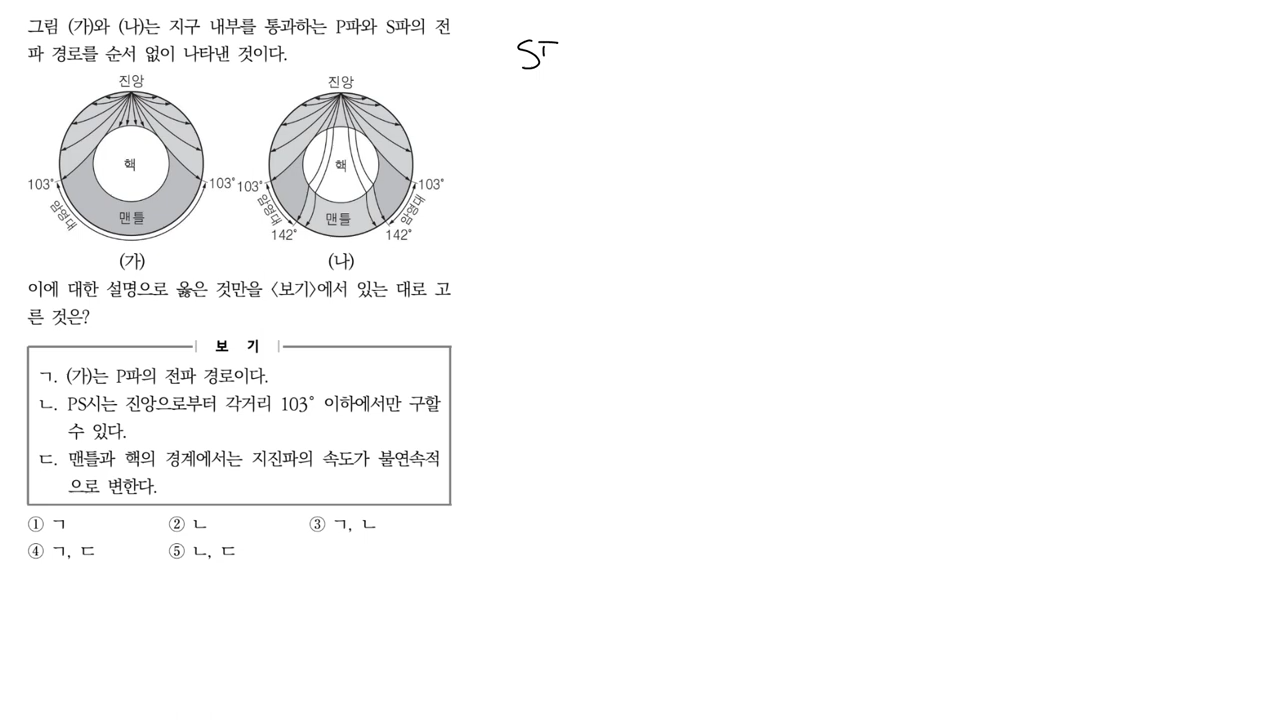 그림 (가)와 (나)는 지구 내부를 통과하는 P파와 S파의 전
파 경로를 순서 없이 나타낸 것이다.
진앙
핵
103°
103°
암영대
맨틀
(가)
진앙
핵
103°
103°
암영대
암영대
맨틀
142°
142°
(나)
이에 대한 설명으로 옳은 것만을 〈보기〉에서 있는 대로 고
른 것은?
보 기
ㄱ. (가)는 P파의 전파 경로이다.
ㄴ. PS시는 진앙으로부터 각거리 103° 이하에서만 구할
수 있다.
ㄷ. 맨틀과 핵의 경계에서는 지진파의 속도가 불연속적
으로 변한다.
① ㄱ ② ㄴ ③ ㄱ, ㄴ
④ ㄱ, ㄷ ⑤ ㄴ, ㄷ